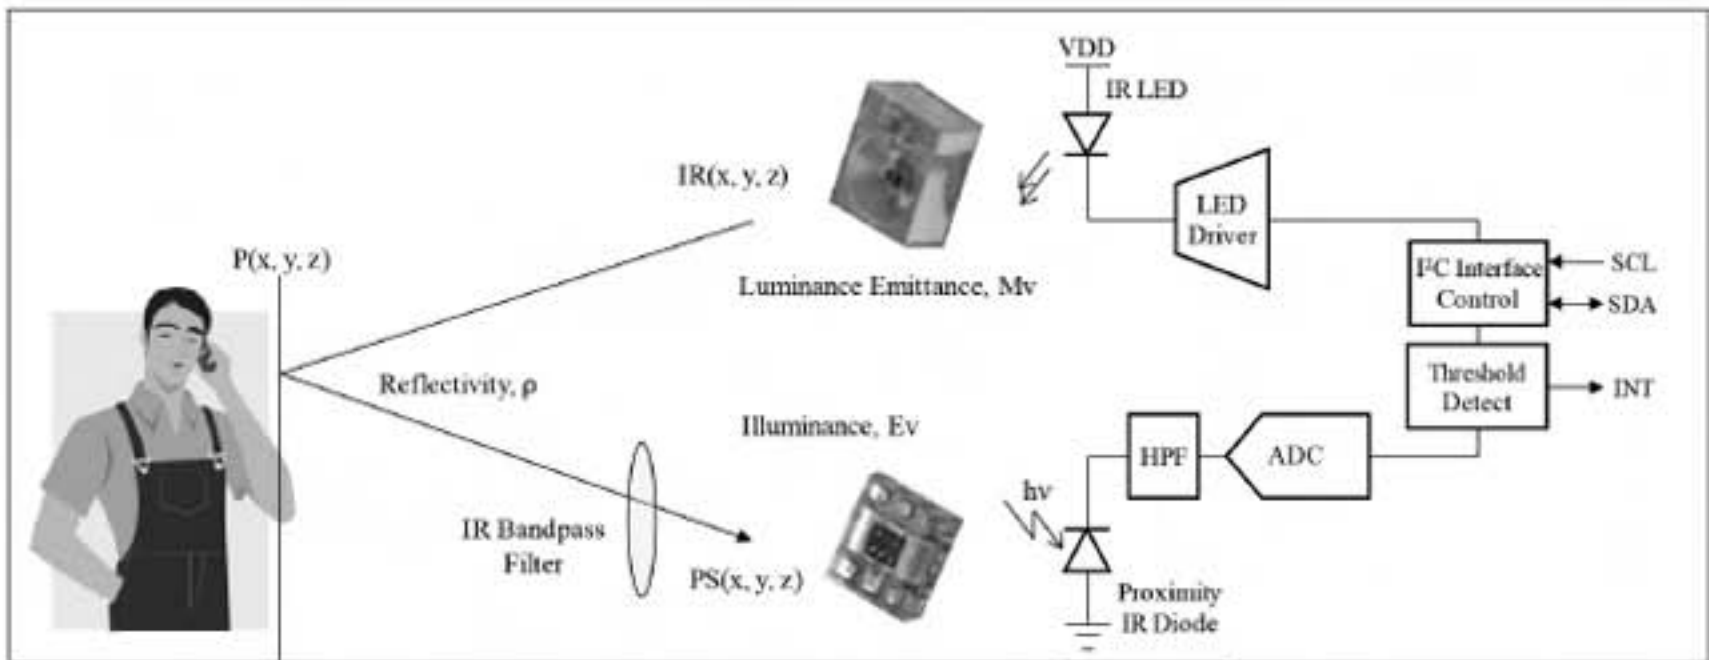 VDD
IR LED
IR(x, y, z)
LED
Driver
P(x, y, z)
I²C Interface
Control
SCL
SDA
Luminance Emittance, Mv
Reflectivity, ρ
Threshold
Detect
INT
Illuminance, Ev
HPF
ADC
hv
IR Bandpass
Filter
PS(x, y, z)
Proximity
IR Diode